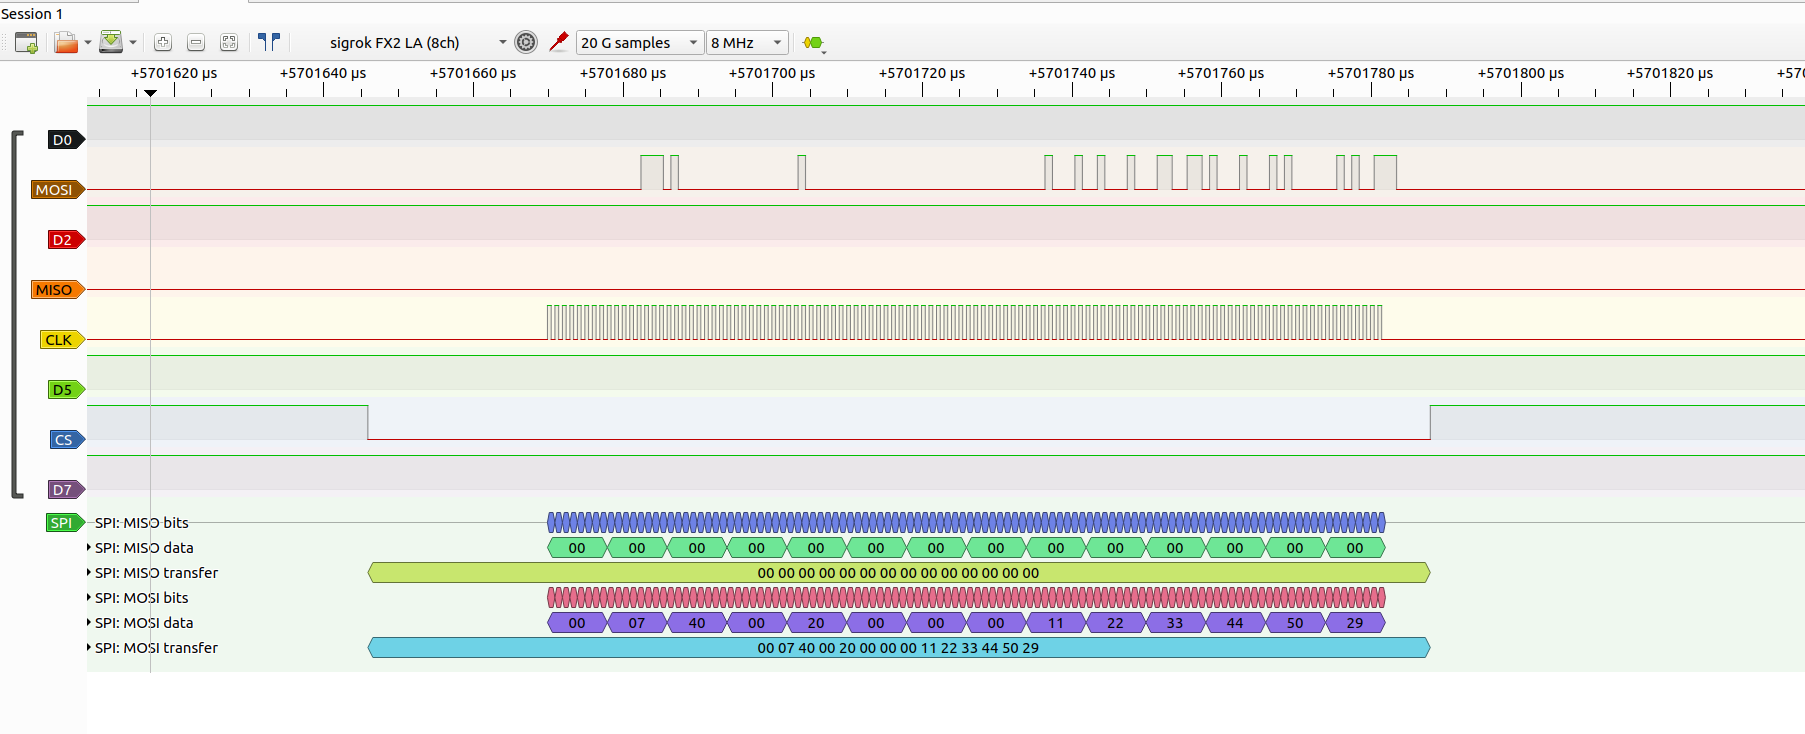 Session 1
sigrok FX2 LA (8ch) 20 G samples 8 MHz
+5701620 µs +5701640 µs +5701660 µs +5701680 µs +5701700 µs +5701720 µs +5701740 µs +5701760 µs +5701780 µs +5701800 µs +5701820 µs +570
D0
MOSI
D2
MISO
CLK
D5
CS
D7
SPI SPI: MISO bits
SPI: MISO data 00 00 00 00 00 00 00 00 00 00 00 00 00 00
SPI: MISO transfer 00 00 00 00 00 00 00 00 00 00 00 00 00 00
SPI: MOSI bits
SPI: MOSI data 00 07 40 00 20 00 00 00 11 22 33 44 50 29
SPI: MOSI transfer 00 07 40 00 20 00 00 00 11 22 33 44 50 29